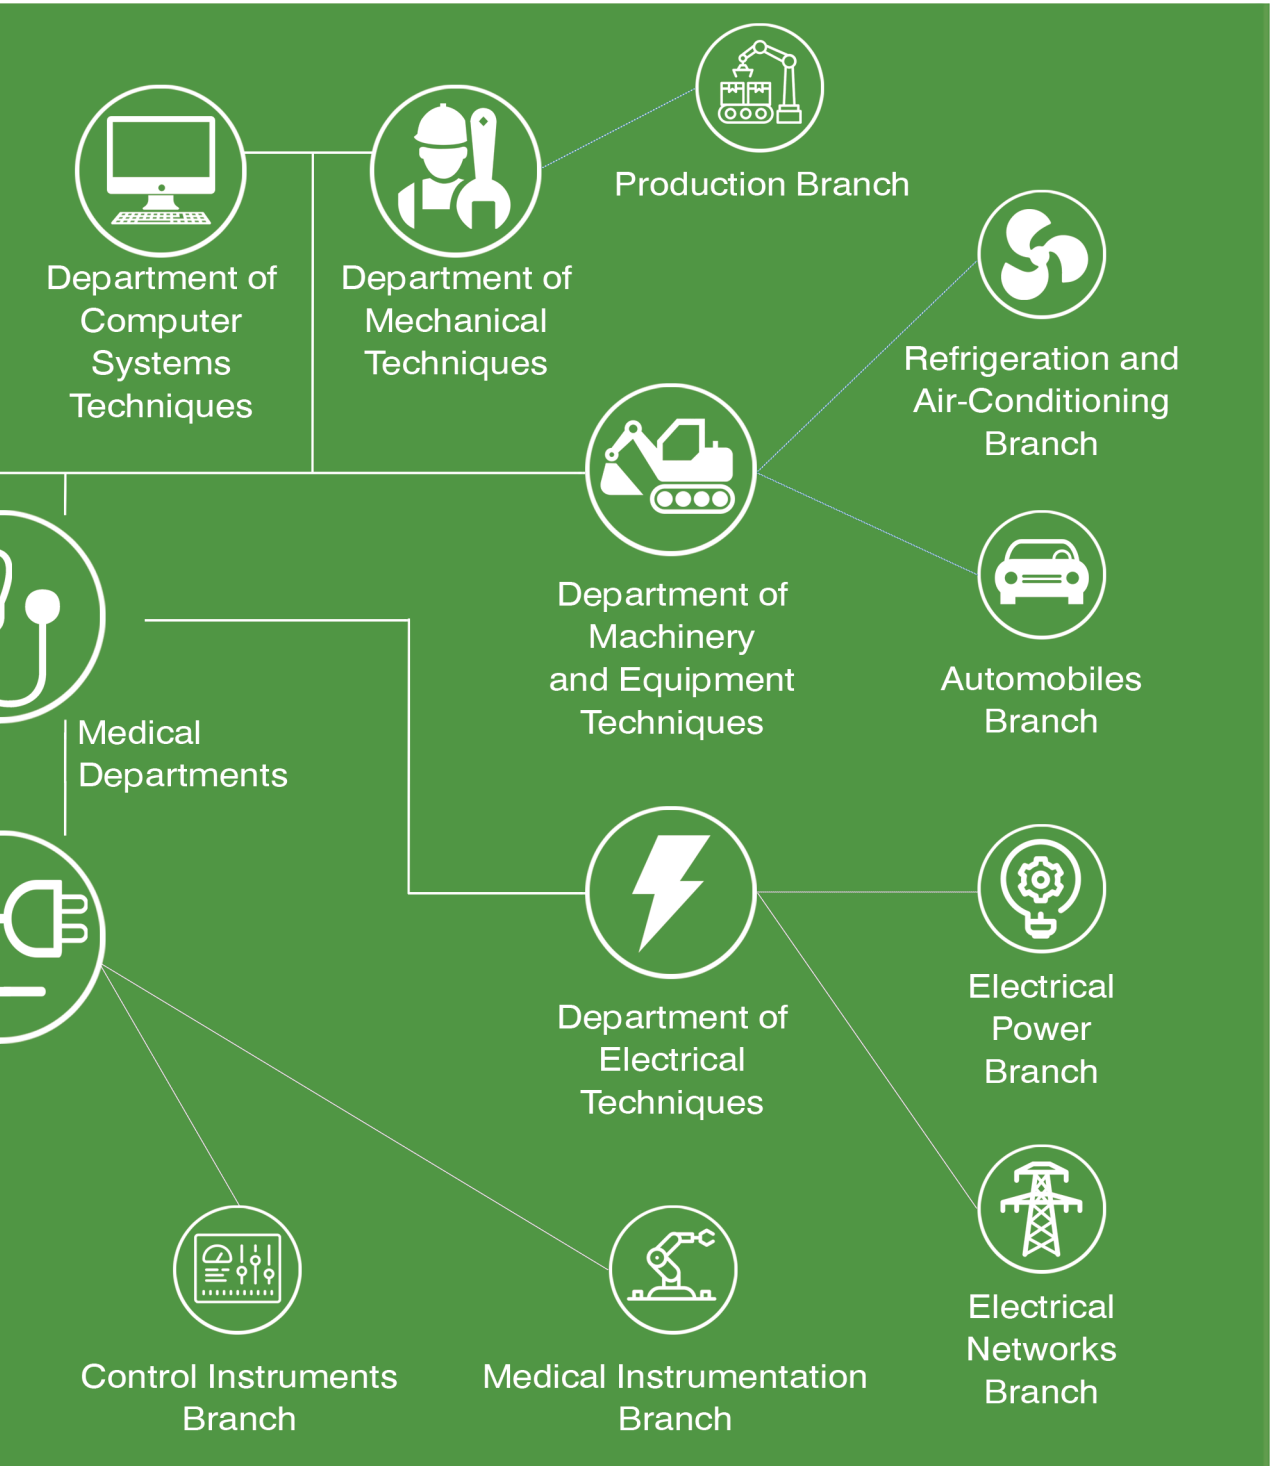 Production Branch
Department of
Computer
Systems
Techniques
Department of
Mechanical
Techniques
Refrigeration and
Air-Conditioning
Branch
Department of
Machinery
and Equipment
Techniques
Automobiles
Branch
Medical
Departments
Department of
Electrical
Techniques
Electrical
Power
Branch
Control Instruments
Branch
Medical Instrumentation
Branch
Electrical
Networks
Branch